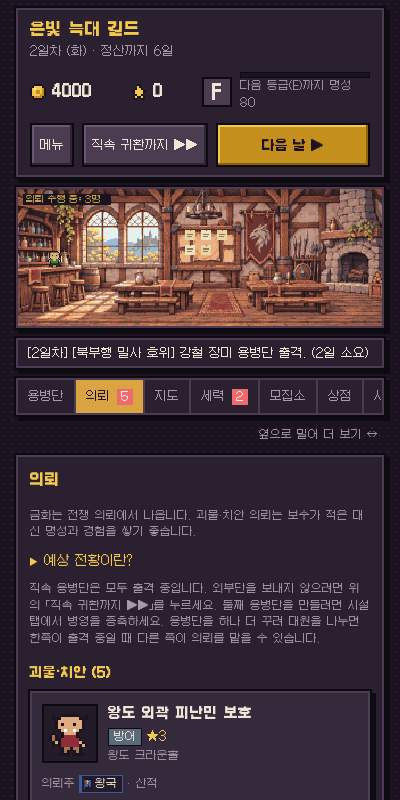 은빛 늑대 길드
2일차 (화) · 정산까지 6일
4000
0
F
다음 등급(E)까지 명성
80
메뉴
직속 귀환까지 ▶▶
다음 날 ▶
의뢰 수행 중: 3명
[2일차] [북부행 밀사 호위] 강철 장미 용병단 출격. (2일 소요)
용병단
의뢰 5
지도
세력 2
모집소
상점
옆으로 밀어 더 보기 ↔
의뢰
금화는 전쟁 의뢰에서 나옵니다. 괴물·치안 의뢰는 보수가 적은 대
신 명성과 경험을 쌓기 좋습니다.
▶ 예상 전황이란?
직속 용병단은 모두 출격 중입니다. 외부단을 보내지 않으려면 위
의 「직속 귀환까지 ▶▶」를 누르세요. 둘째 용병단을 만들려면 시설
탭에서 병영을 증축하세요. 용병단을 하나 더 꾸려 대원을 나누면
한쪽이 출격 중일 때 다른 쪽이 의뢰를 맡을 수 있습니다.
괴물·치안 (5)
왕도 외곽 피난민 보호
방어 ★3
왕도 크라운홀
의뢰주 왕국 · 산적